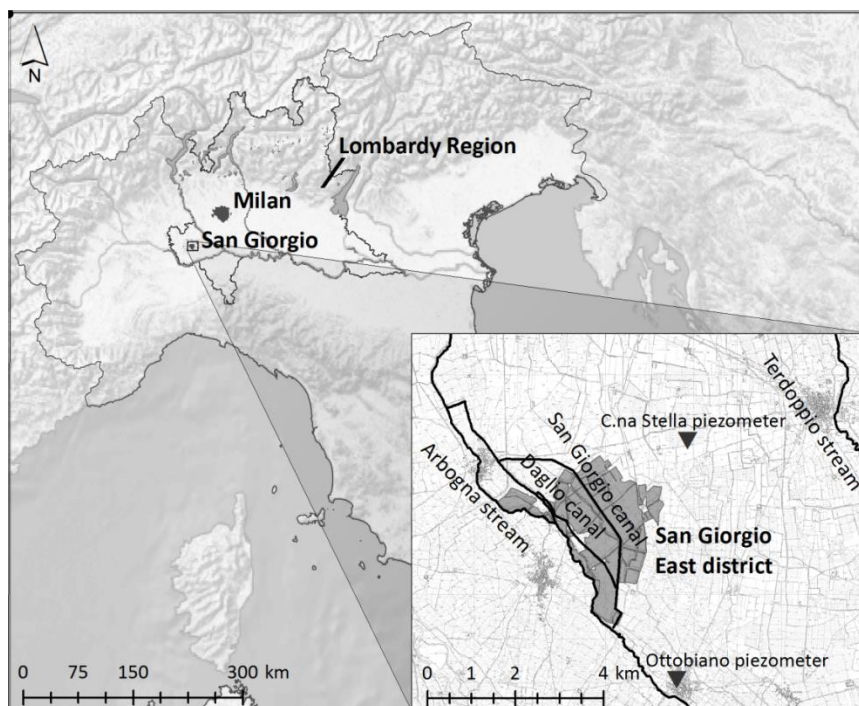 N
Lombardy Region
Milan
San Giorgio
Terdoppio stream
C.na Stella piezometer
San Giorgio canal
Daglio canal
Arbogna stream
San Giorgio
East district
Ottobiano piezometer
0 75 150 300 km
0 1 2 4 km